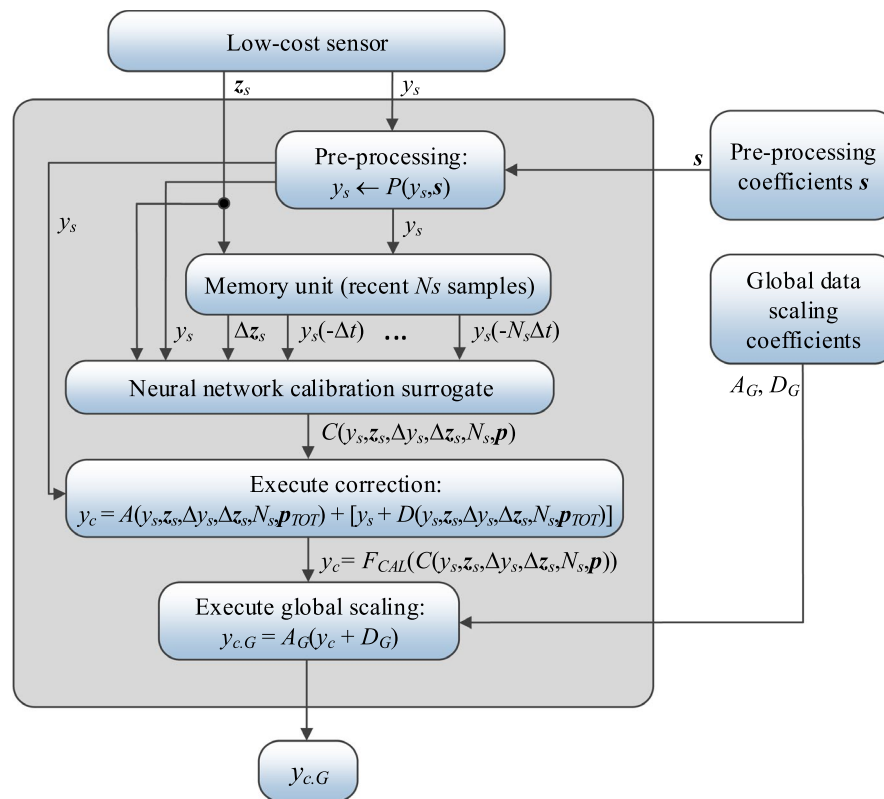 Low-cost sensor
z_s
y_s
Pre-processing:
y_s ← P(y_s,s)
s
Pre-processing
coefficients s
y_s
y_s
Memory unit (recent Ns samples)
Global data
scaling
coefficients
y_s
Δz_s
y_s(-Δt)
...
y_s(-N_sΔt)
Neural network calibration surrogate
A_G, D_G
C(y_s,z_s,Δy_s,Δz_s,N_s,p)
Execute correction:
y_c = A(y_s,z_s,Δy_s,Δz_s,N_s,p_TOT) + [y_s + D(y_s,z_s,Δy_s,Δz_s,N_s,p_TOT)]
y_c = F_CAL(C(y_s,z_s,Δy_s,Δz_s,N_s,p))
Execute global scaling:
y_c.G = A_G(y_c + D_G)
y_c.G